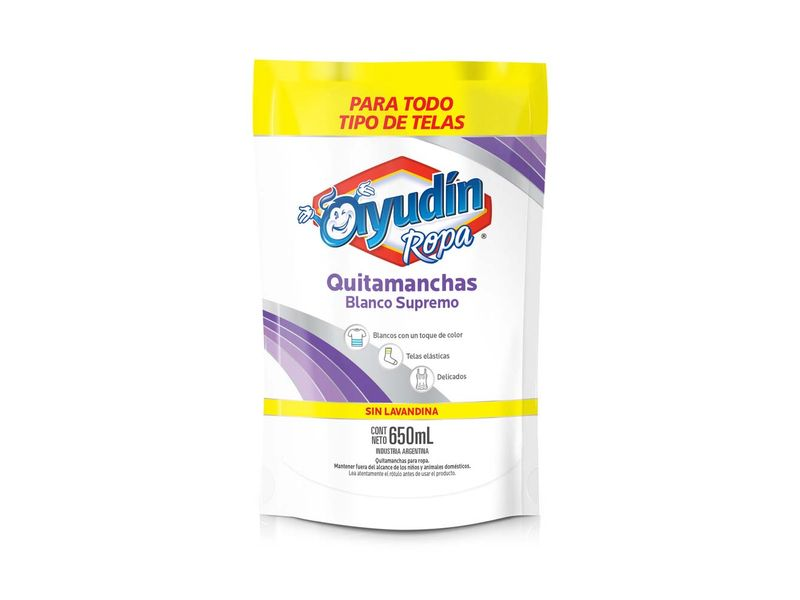 PARA TODO
TIPO DE TELAS
Ayudín
Ropa ®
Quitamanchas
Blanco Supremo
Blancos con un toque de color
Telas elásticas
Delicados
SIN LAVANDINA
CONT
NETO 650mL
INDUSTRIA ARGENTINA
Quitamanchas para ropa.
Mantener fuera del alcance de los niños y animales domésticos.
Lea atentamente el rótulo antes de usar el producto.